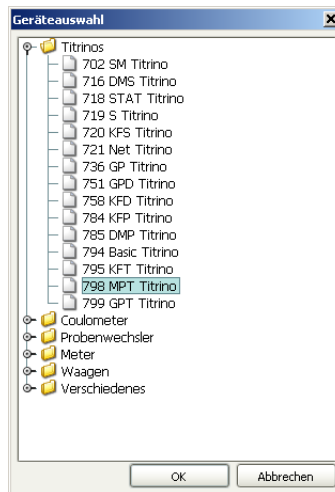 Geräteauswahl
Titrinos
702 SM Titrino
716 DMS Titrino
718 STAT Titrino
719 S Titrino
720 KFS Titrino
721 Net Titrino
736 GP Titrino
751 GPD Titrino
758 KFD Titrino
784 KFP Titrino
785 DMP Titrino
794 Basic Titrino
795 KFT Titrino
798 MPT Titrino
799 GPT Titrino
Coulometer
Probenwechsler
Meter
Waagen
Verschiedenes
OK
Abbrechen